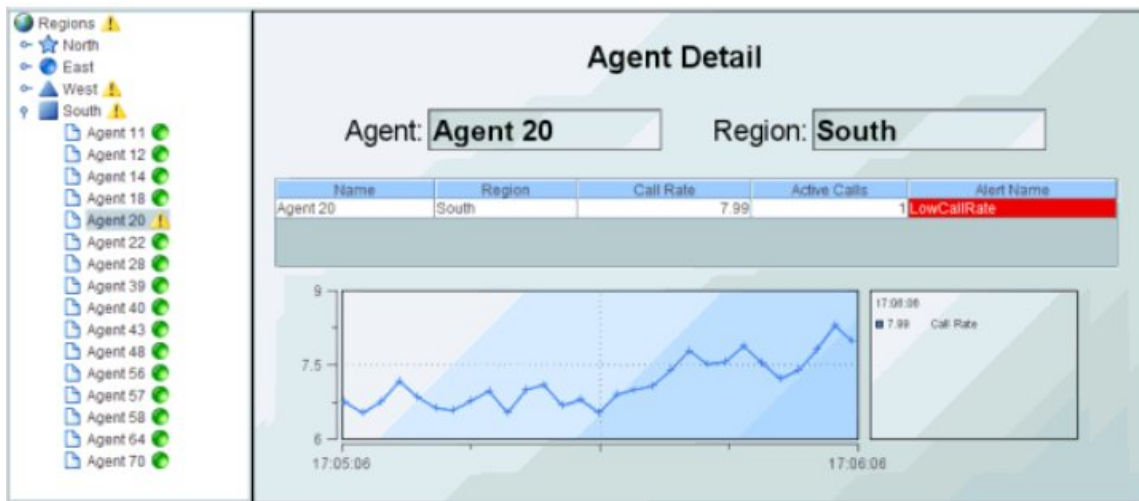 Regions
North
East
West
South
Agent 11
Agent 12
Agent 14
Agent 18
Agent 20
Agent 22
Agent 28
Agent 39
Agent 40
Agent 43
Agent 48
Agent 56
Agent 57
Agent 58
Agent 64
Agent 70
Agent Detail
Agent: Agent 20 Region: South
Name Region Call Rate Active Calls Alert Name
Agent 20 South 7.99 1 LowCallRate
9
7.5
6
17:05:06 17:06:06
17:06:06
7.99 Call Rate